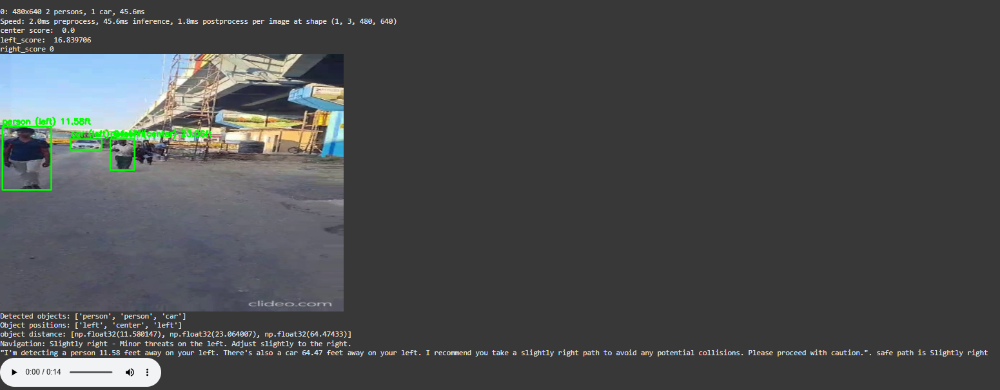 0: 480x640 2 persons, 1 car, 45.6ms
Speed: 2.0ms preprocess, 45.6ms inference, 1.8ms postprocess per image at shape (1, 3, 480, 640)
center score:  0.0
left_score:  16.839706
right_score 0
person (left) 11.58ft
(left) (center) 23.06ft
clideo.com
Detected objects: ['person', 'person', 'car']
Object positions: ['left', 'center', 'left']
object distance: [np.float32(11.580147), np.float32(23.064007), np.float32(64.47433)]
Navigation: Slightly right - Minor threats on the left. Adjust slightly to the right.
"I'm detecting a person 11.58 feet away on your left. There's also a car 64.47 feet away on your left. I recommend you take a slightly right path to avoid any potential collisions. Please proceed with caution.". safe path is Slightly right
0:00 / 0:14